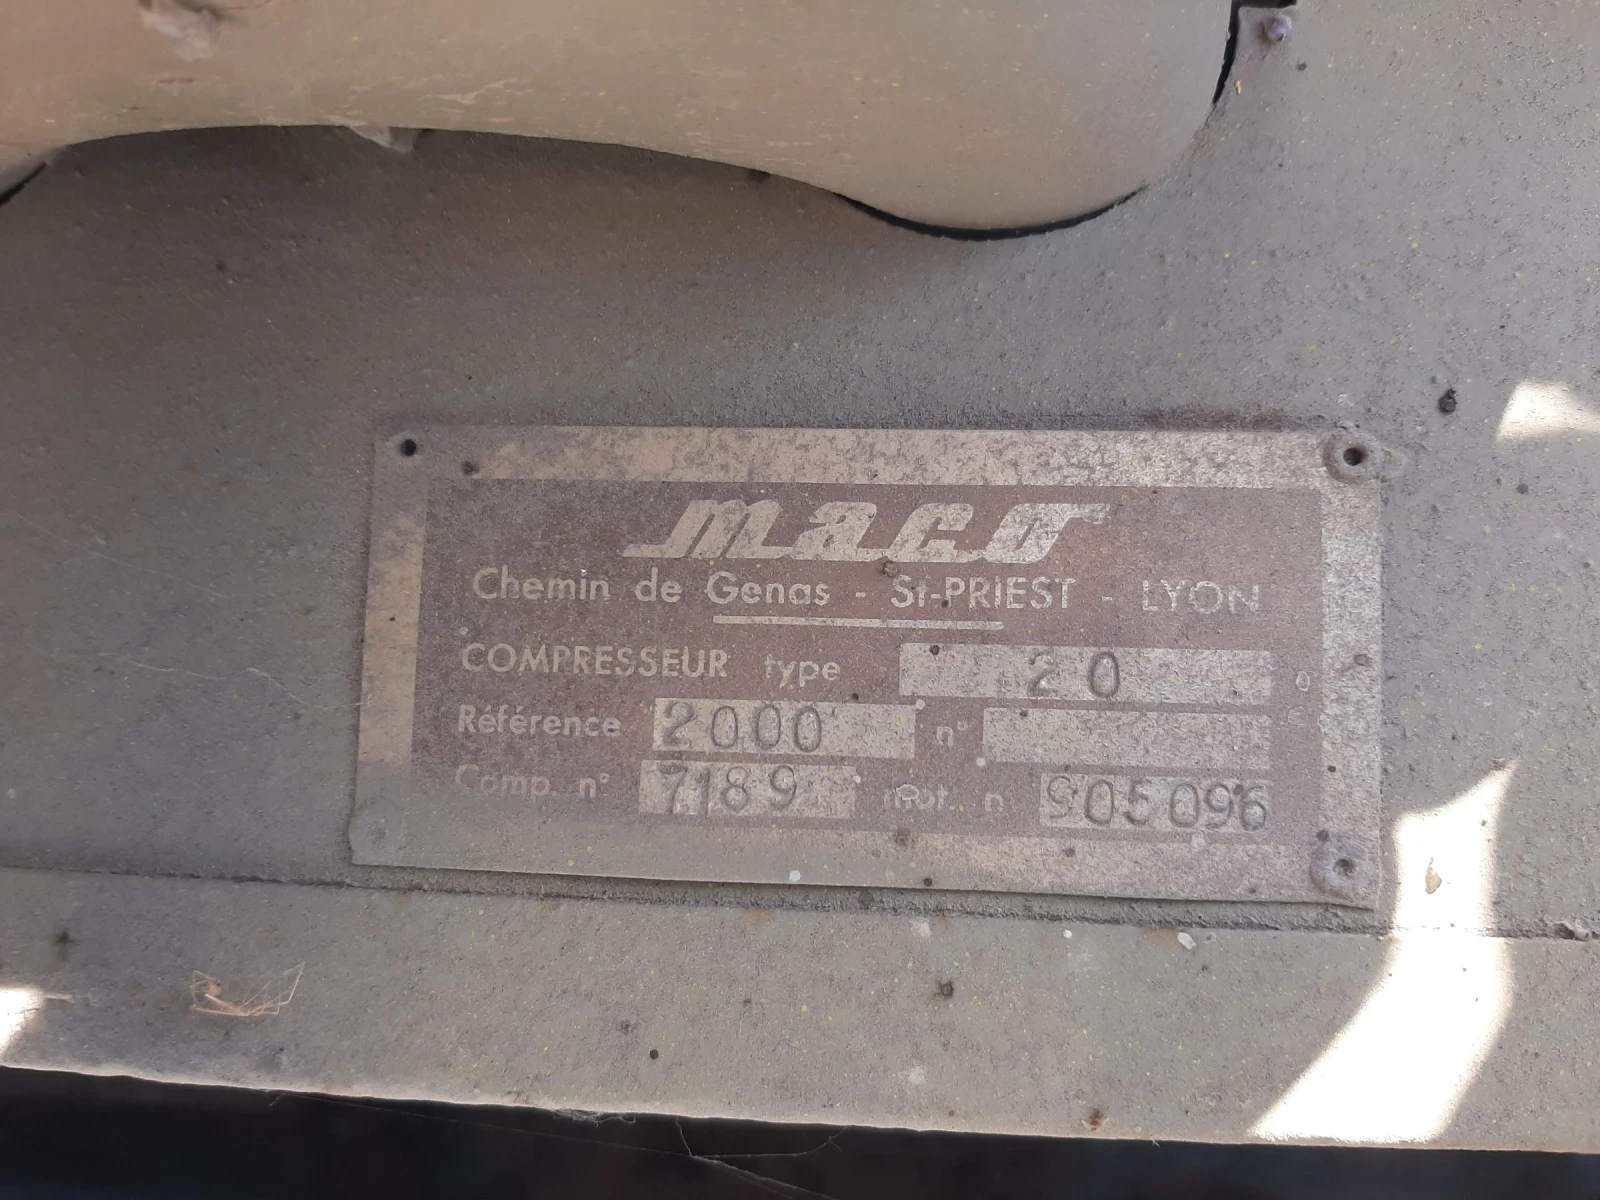 maco
Chemin de Genas - St-PRIEST - LYON
COMPRESSEUR type 20
Référence 2000 n°
Comp. n° 7189 Mot. n° 905096